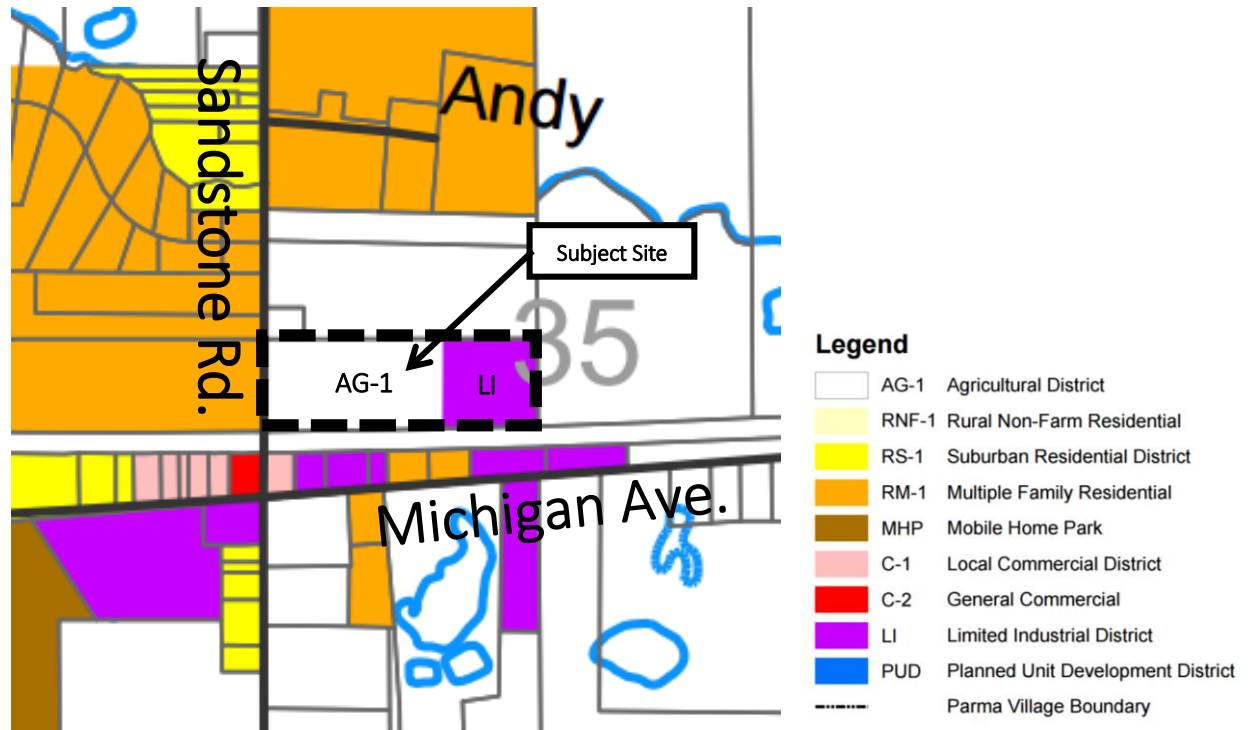 Sandstone Rd.
Andy
Subject Site
35
AG-1
LI
Michigan Ave.
Legend
AG-1 Agricultural District
RNF-1 Rural Non-Farm Residential
RS-1 Suburban Residential District
RM-1 Multiple Family Residential
MHP Mobile Home Park
C-1 Local Commercial District
C-2 General Commercial
LI Limited Industrial District
PUD Planned Unit Development District
Parma Village Boundary